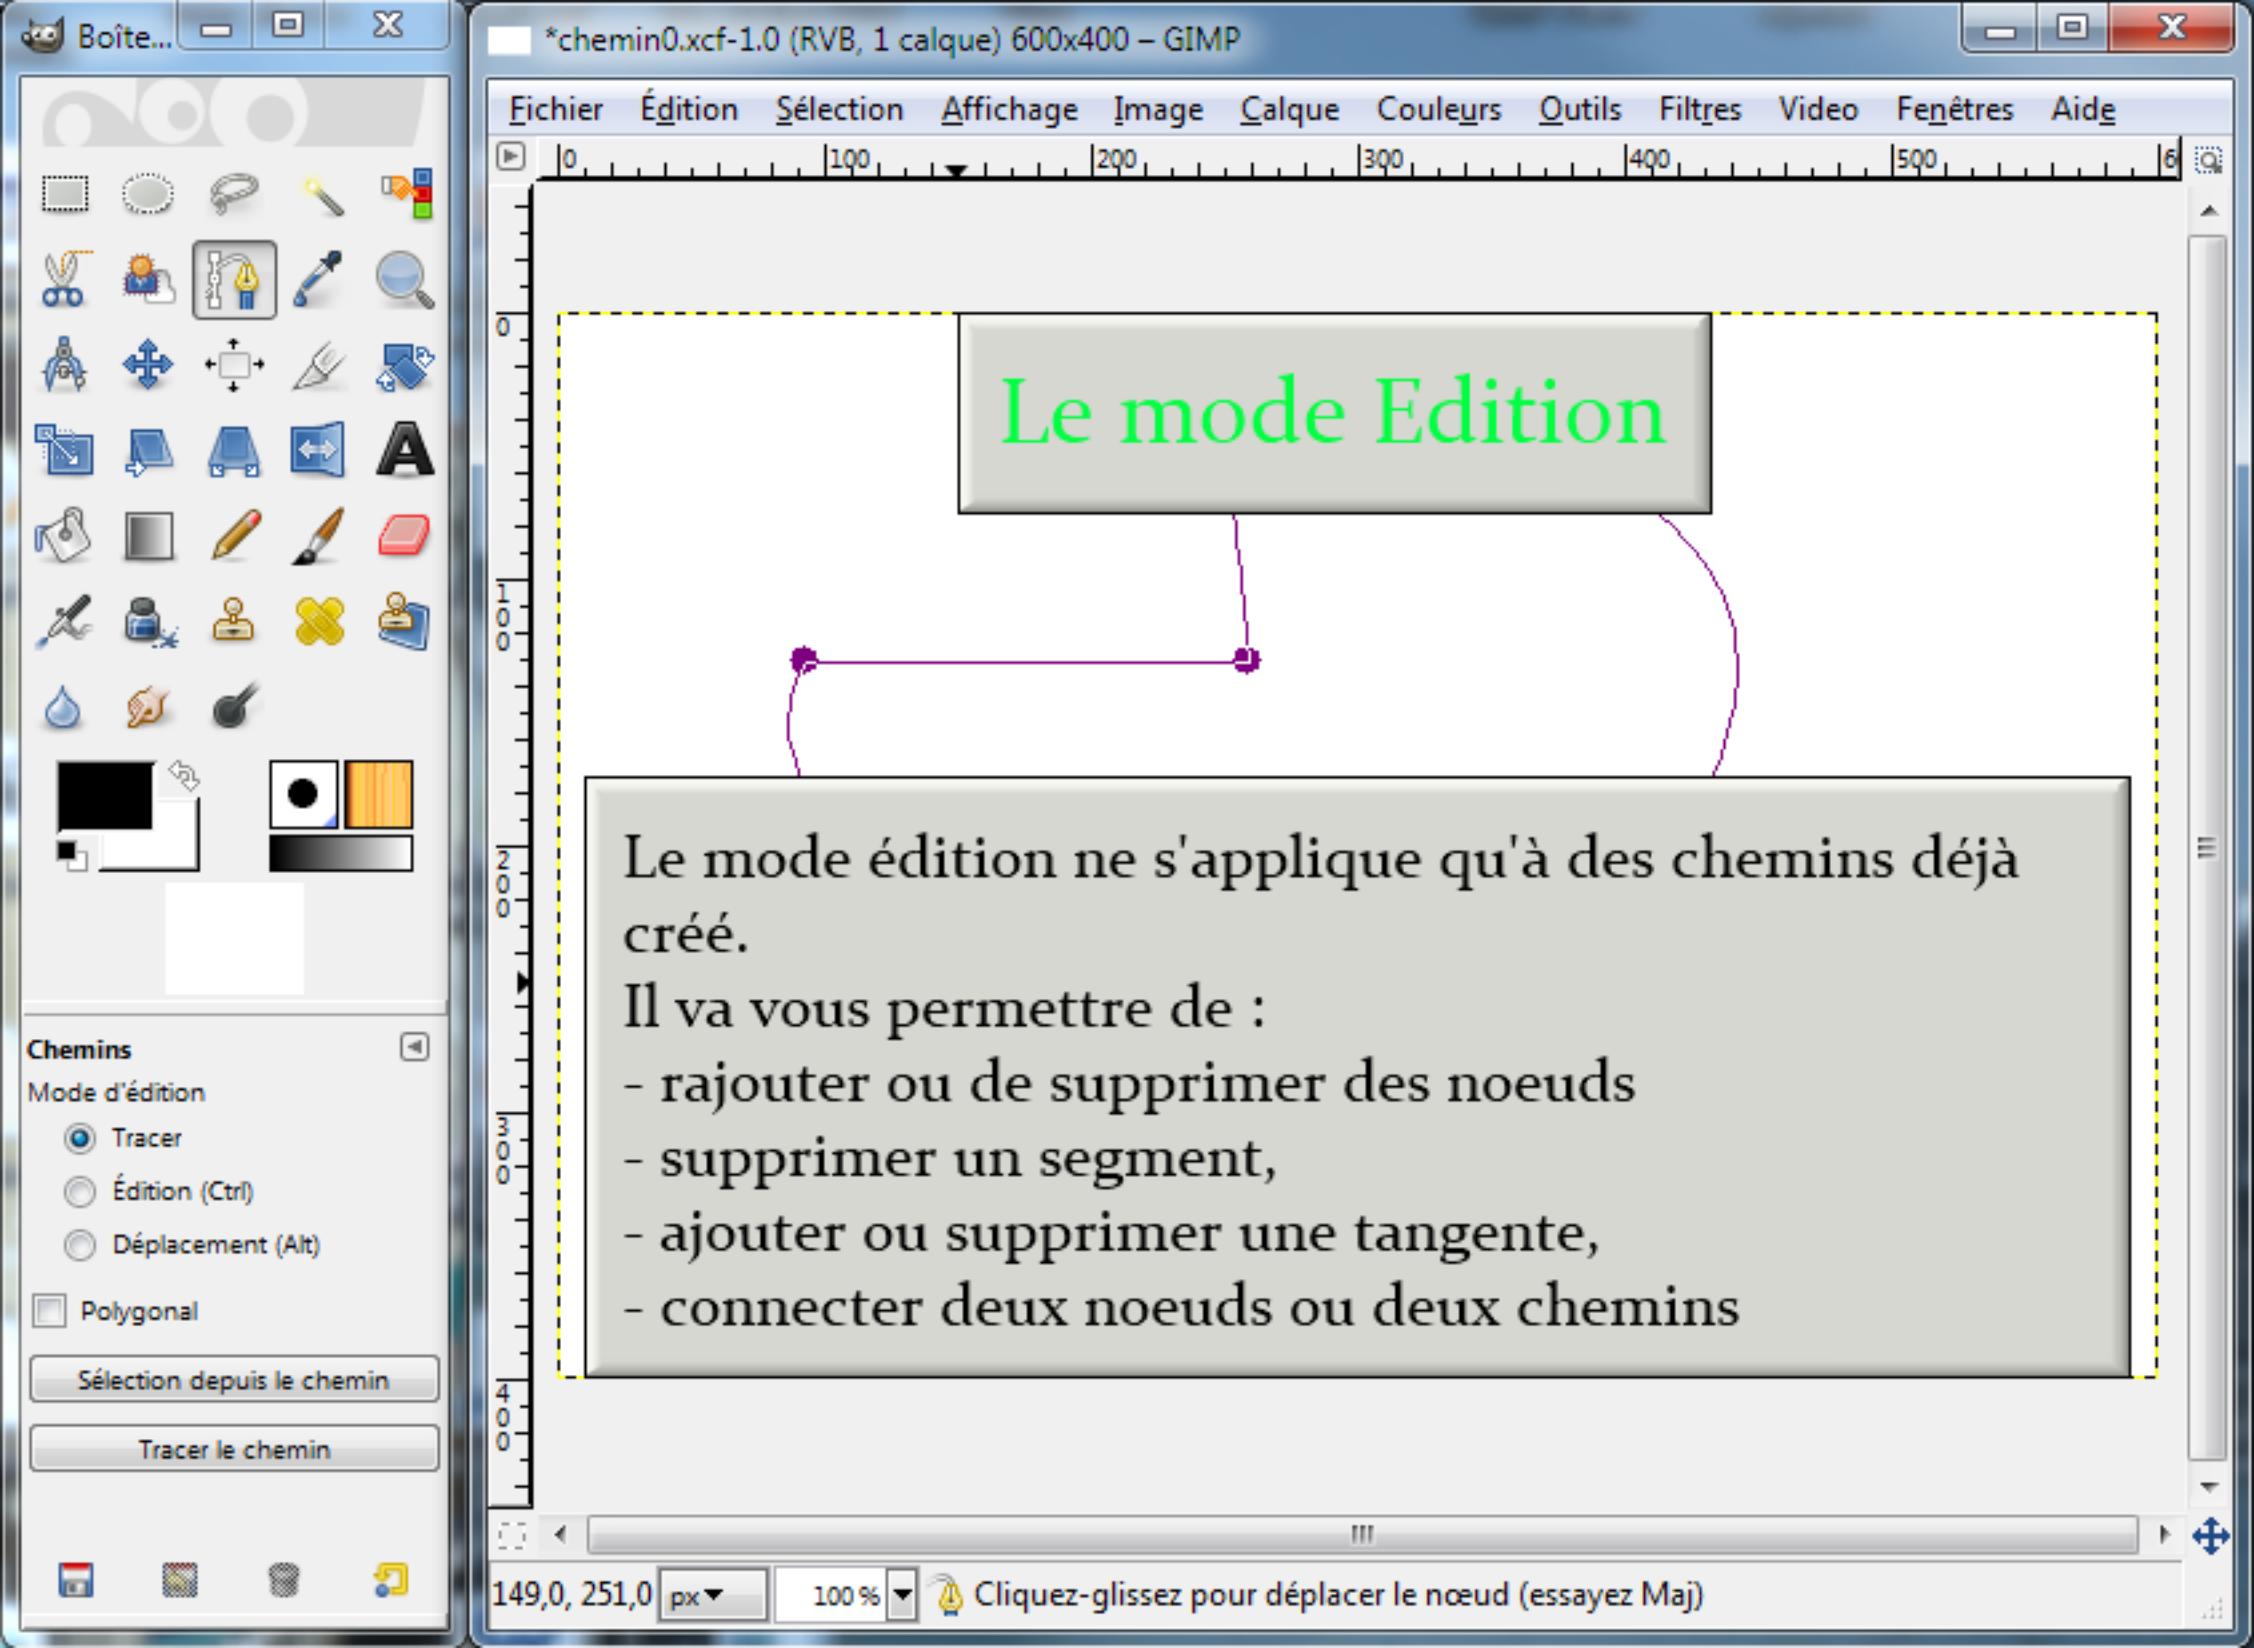 Boîte...
*chemin0.xcf-1.0 (RVB, 1 calque) 600x400 – GIMP
Fichier Édition Sélection Affichage Image Calque Couleurs Outils Filtres Video Fenêtres Aide
0 100 200 300 400 500
0
100
200
300
400
Le mode Edition
Le mode édition ne s'applique qu'à des chemins déjà
créé.
Il va vous permettre de :
- rajouter ou de supprimer des noeuds
- supprimer un segment,
- ajouter ou supprimer une tangente,
- connecter deux noeuds ou deux chemins
Chemins
Mode d'édition
Tracer
Édition (Ctrl)
Déplacement (Alt)
Polygonal
Sélection depuis le chemin
Tracer le chemin
149,0, 251,0 px 100 % Cliquez-glissez pour déplacer le nœud (essayez Maj)